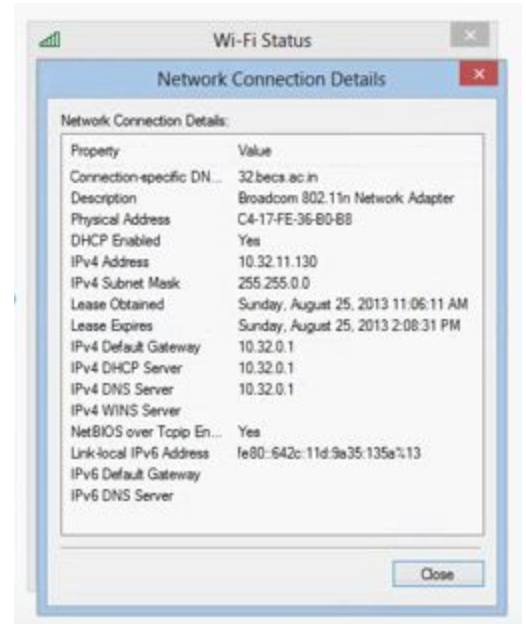 Wi-Fi Status
Network Connection Details
Network Connection Details:
Property Value
Connection-specific DN... 32.becs.ac.in
Description Broadcom 802.11n Network Adapter
Physical Address C4-17-FE-36-B0-B8
DHCP Enabled Yes
IPv4 Address 10.32.11.130
IPv4 Subnet Mask 255.255.0.0
Lease Obtained Sunday, August 25, 2013 11:06:11 AM
Lease Expires Sunday, August 25, 2013 2:08:31 PM
IPv4 Default Gateway 10.32.0.1
IPv4 DHCP Server 10.32.0.1
IPv4 DNS Server 10.32.0.1
IPv4 WINS Server
NetBIOS over Tcpip En... Yes
Link-local IPv6 Address fe80::642c:11d:9a35:135a%13
IPv6 Default Gateway
IPv6 DNS Server
Close